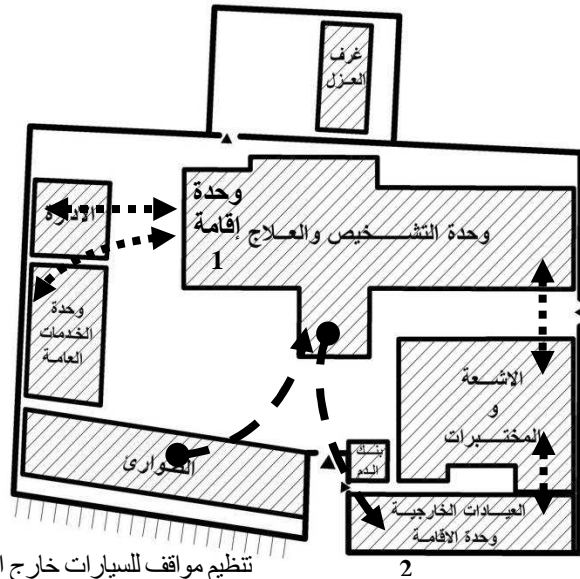 غرف
العزل
وحدة
إقامة
1
وحدة التشخيص والعلاج
الادارة
وحدة
الخدمات
العامة
الاشعة
و
المختبرات
الطوارئ
بنك
الدم
العيادات الخارجية
وحدة الاقامة
2
تنظيم مواقف للسيارات خارج